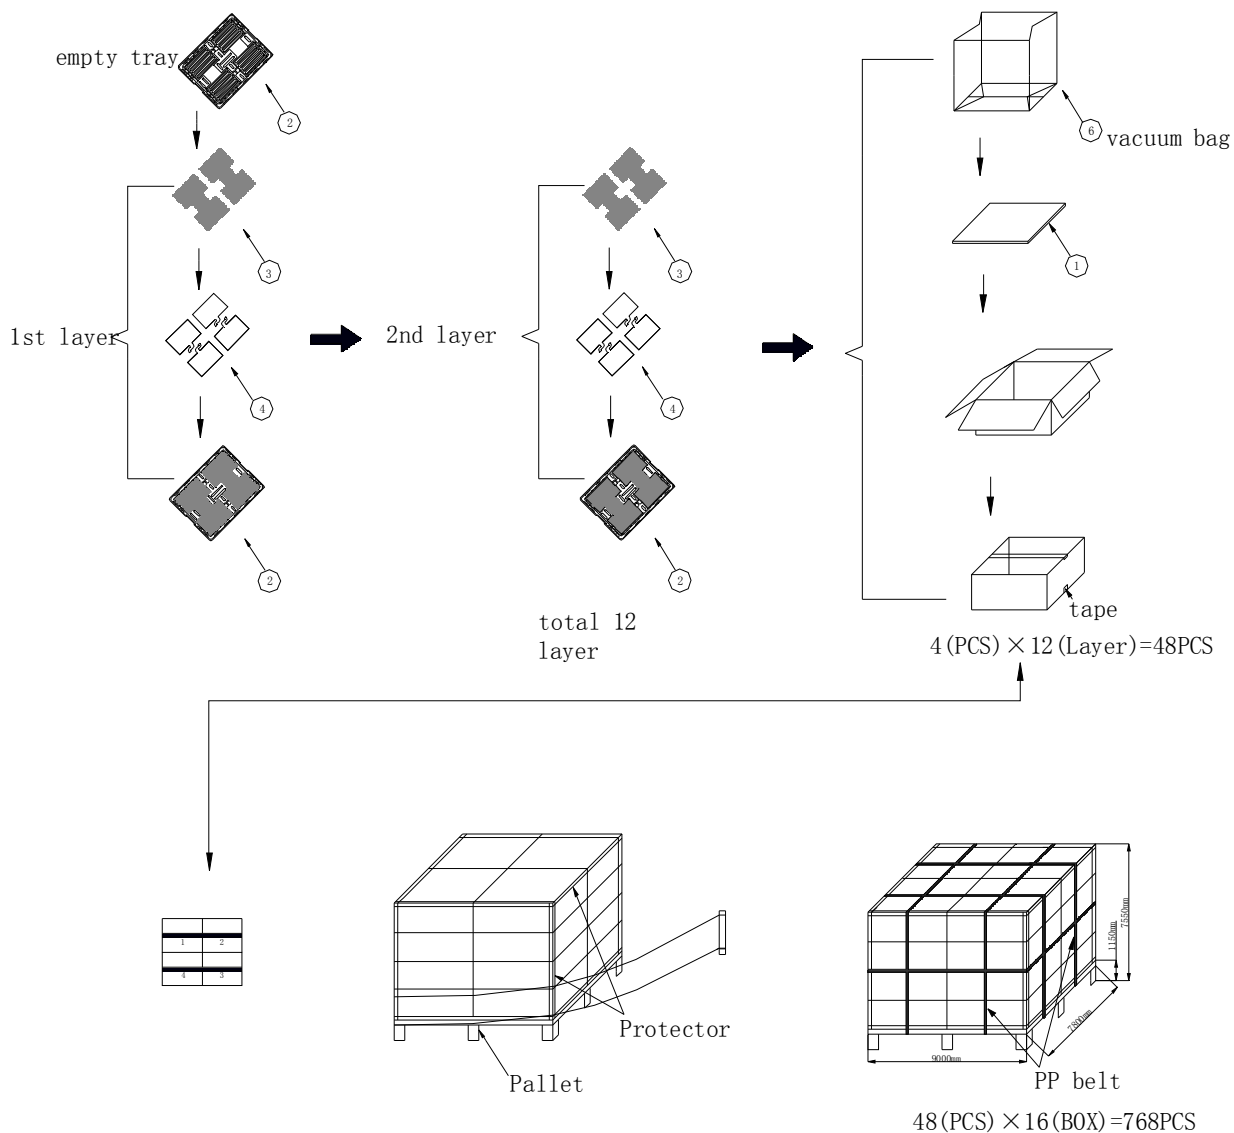 empty tray
2
6
vacuum bag
3
3
1
1st layer
2nd layer
4
4
2
2
total 12
layer
tape
4(PCS)×12(Layer)=48PCS
1 2
4 3
Protector
Pallet
1150mm
7550mm
7800mm
9000mm
PP belt
48(PCS)×16(BOX)=768PCS